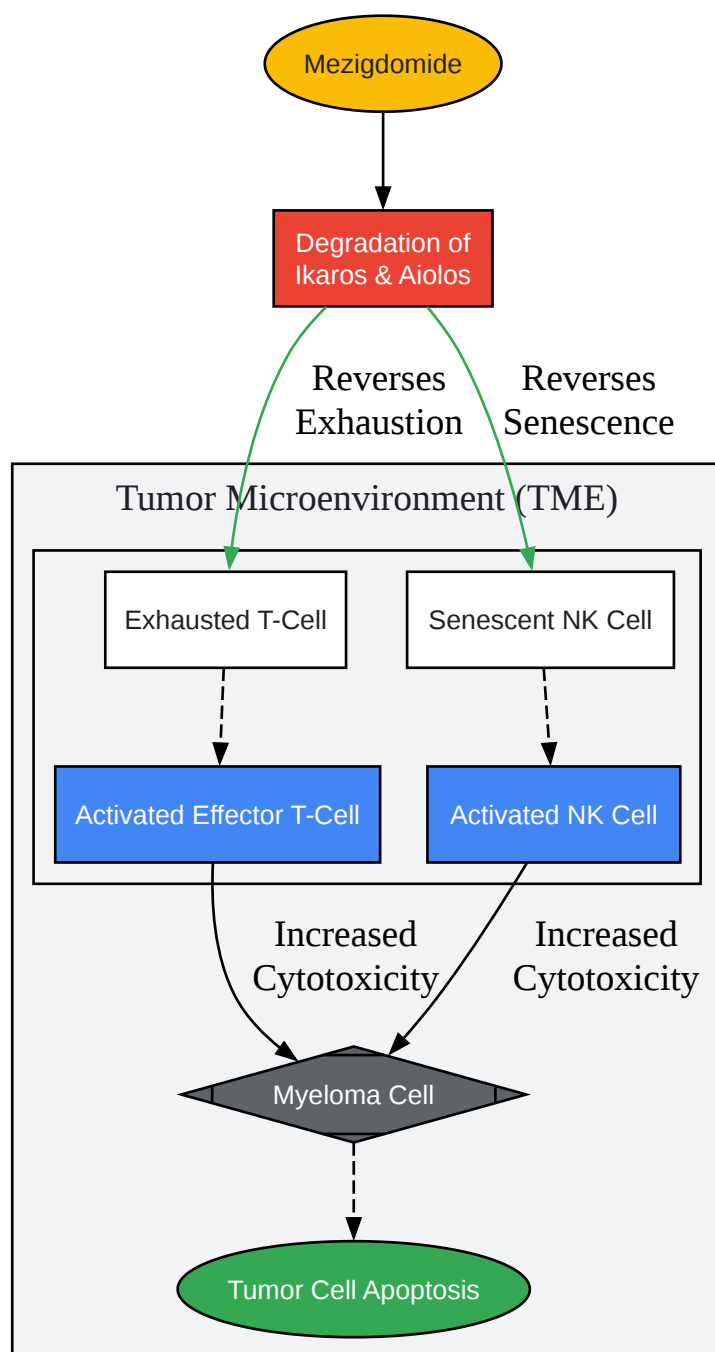 Mezigdomide
Degradation of
Ikaros & Aiolos
Reverses
Exhaustion
Reverses
Senescence
Tumor Microenvironment (TME)
Exhausted T-Cell
Senescent NK Cell
Activated Effector T-Cell
Activated NK Cell
Increased
Cytotoxicity
Increased
Cytotoxicity
Myeloma Cell
Tumor Cell Apoptosis